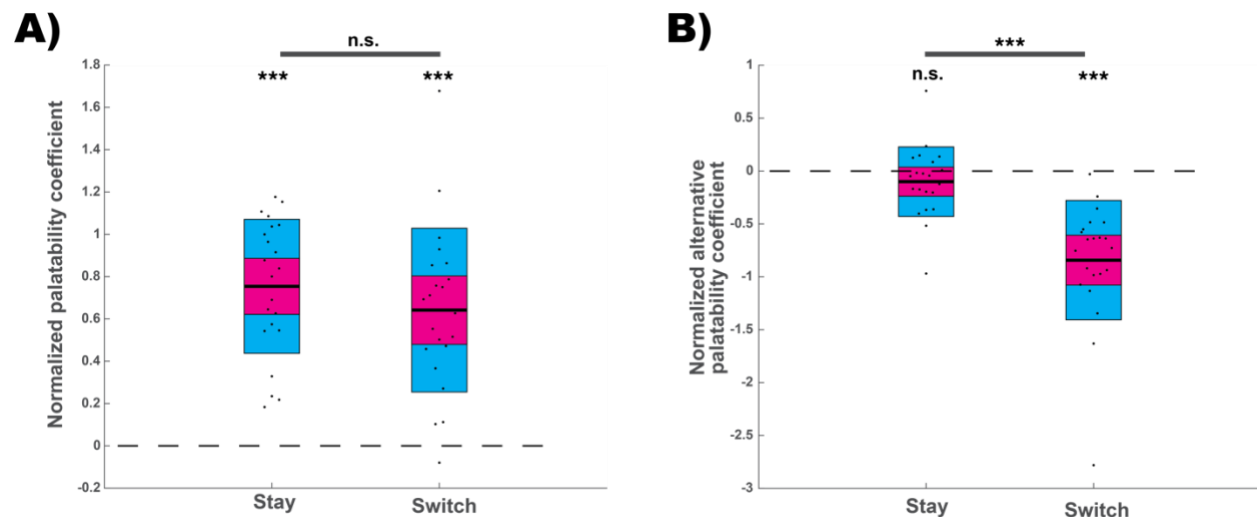 A)
n.s.
***
***
Normalized palatability coefficient
1.8
1.6
1.4
1.2
1
0.8
0.6
0.4
0.2
0
-0.2
Stay
Switch
B)
***
n.s.
***
Normalized alternative
palatability coefficient
1
0.5
0
-0.5
-1
-1.5
-2
-2.5
-3
Stay
Switch